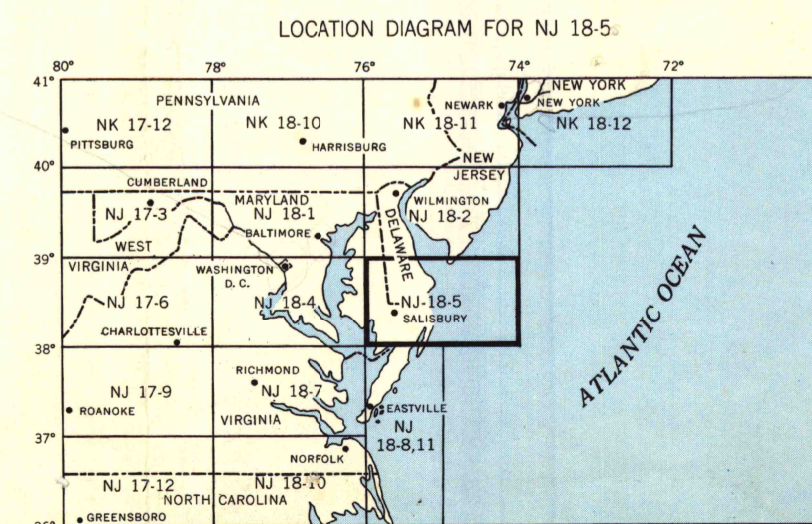 LOCATION DIAGRAM FOR NJ 18-5
80° 78° 76° 74° 72°
41°
PENNSYLVANIA
NEW YORK
NEWARK
NEW YORK
NK 17-12
NK 18-10
NK 18-11
NK 18-12
PITTSBURG
HARRISBURG
40°
NEW
JERSEY
CUMBERLAND
MARYLAND
WILMINGTON
NJ 17-3
NJ 18-1
NJ 18-2
DELAWARE
BALTIMORE
WEST
VIRGINIA
39°
WASHINGTON
D. C.
NJ 17-6
NJ 18-4
NJ 18-5
SALISBURY
ATLANTIC OCEAN
CHARLOTTESVILLE
38°
RICHMOND
NJ 17-9
NJ 18-7
ROANOKE
VIRGINIA
EASTVILLE
NJ
18-8,11
37°
NORFOLK
NJ 17-12
NJ 18-10
NORTH CAROLINA
GREENSBORO
36°